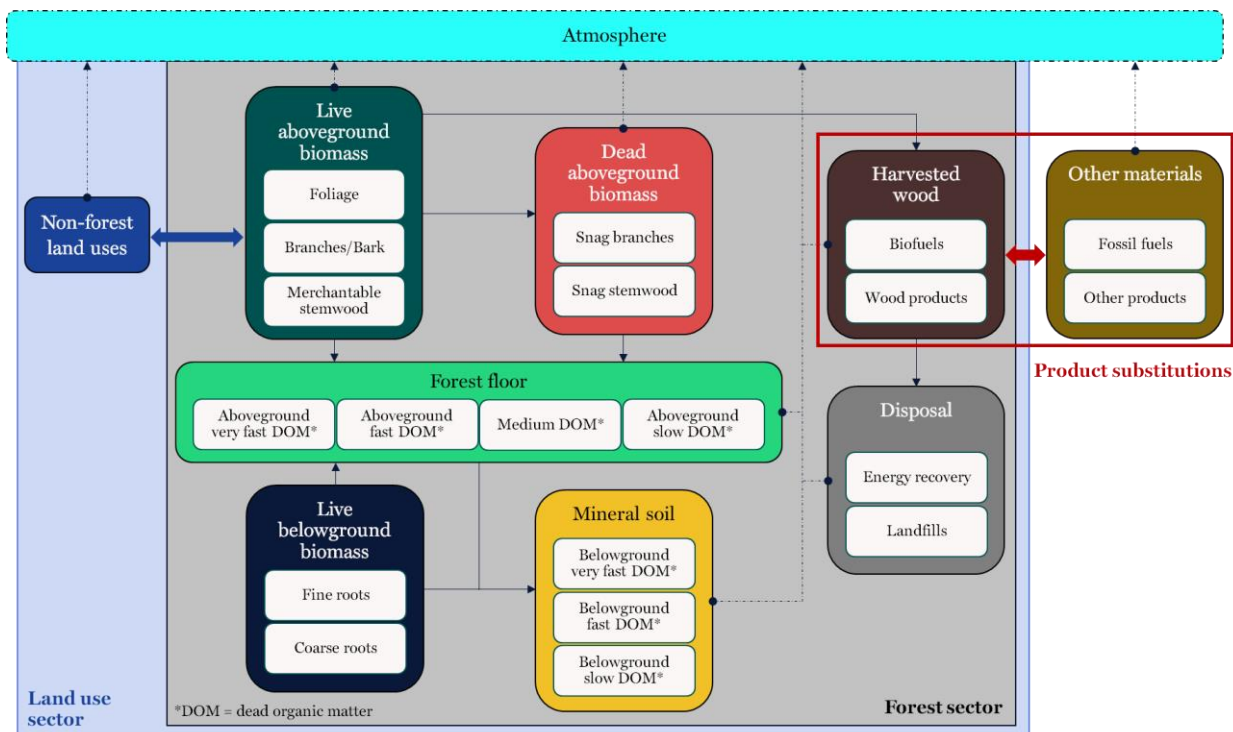 Atmosphere
Live
aboveground
biomass
Foliage
Branches/Bark
Merchantable
stemwood
Dead
aboveground
biomass
Snag branches
Snag stemwood
Harvested
wood
Biofuels
Wood products
Other materials
Fossil fuels
Other products
Non-forest
land uses
Product substitutions
Forest floor
Aboveground
very fast DOM*
Aboveground
fast DOM*
Medium DOM*
Aboveground
slow DOM*
Disposal
Energy recovery
Landfills
Live
belowground
biomass
Fine roots
Coarse roots
Mineral soil
Belowground
very fast DOM*
Belowground
fast DOM*
Belowground
slow DOM*
Land use
sector
*DOM = dead organic matter
Forest sector